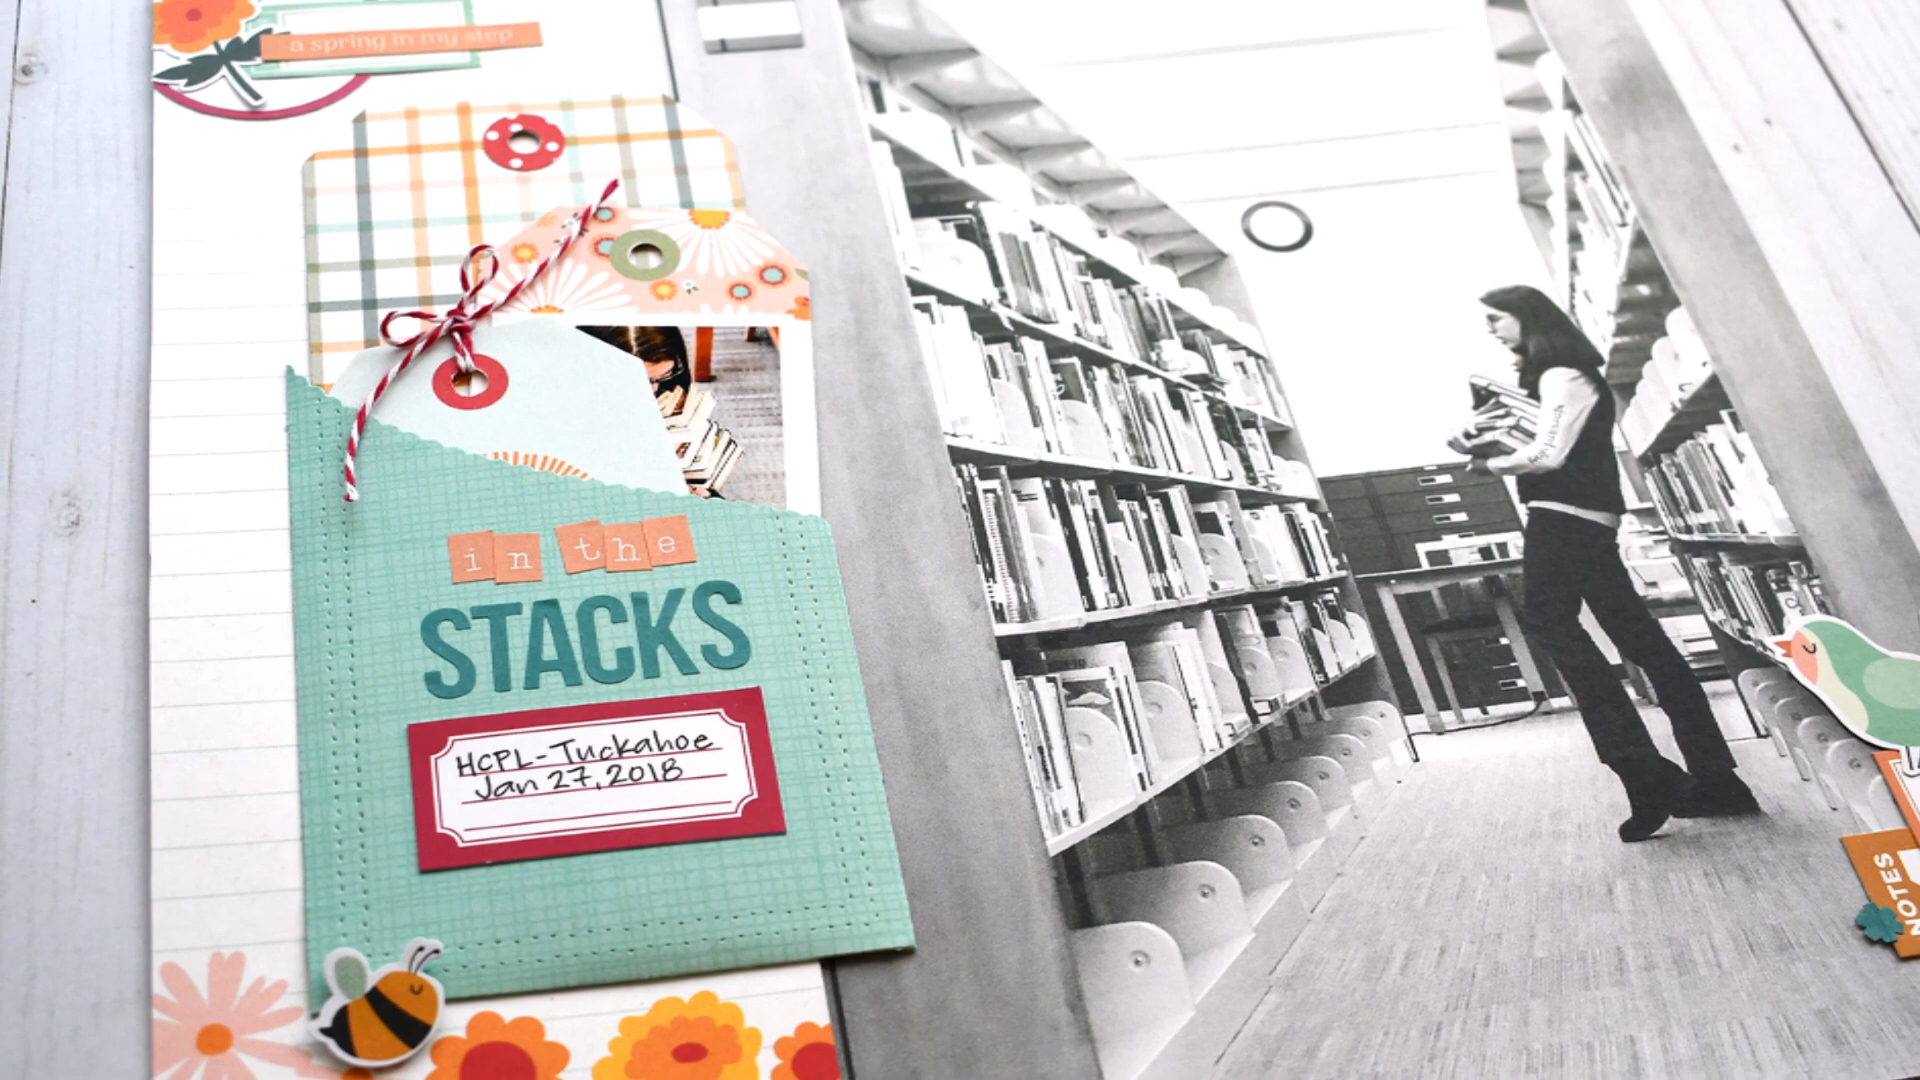 a spring in my step
in the
STACKS
HCPL-Tuckahoe
Jan 27, 2018
NOTES